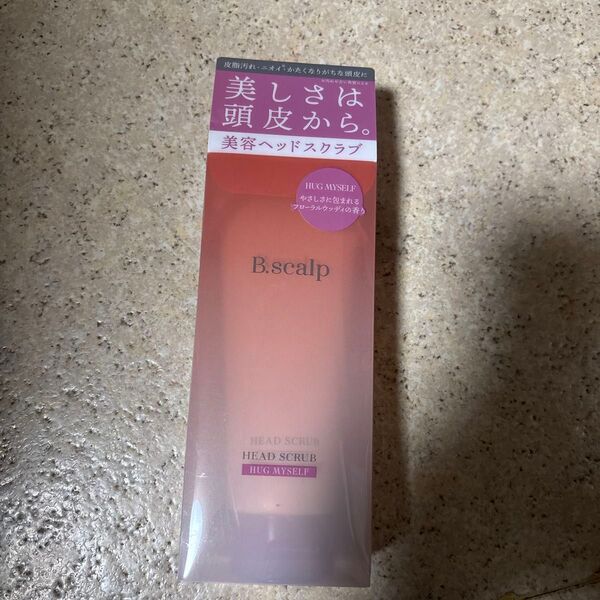 皮脂汚れ・ニオイ※かたくなりがちな頭皮に
美しさは
頭皮から。
美容ヘッドスクラブ
HUG MYSELF
やさしさに包まれる
フローラルウッディの香り
B.scalp
HEAD SCRUB
HEAD SCRUB
HUG MYSELF